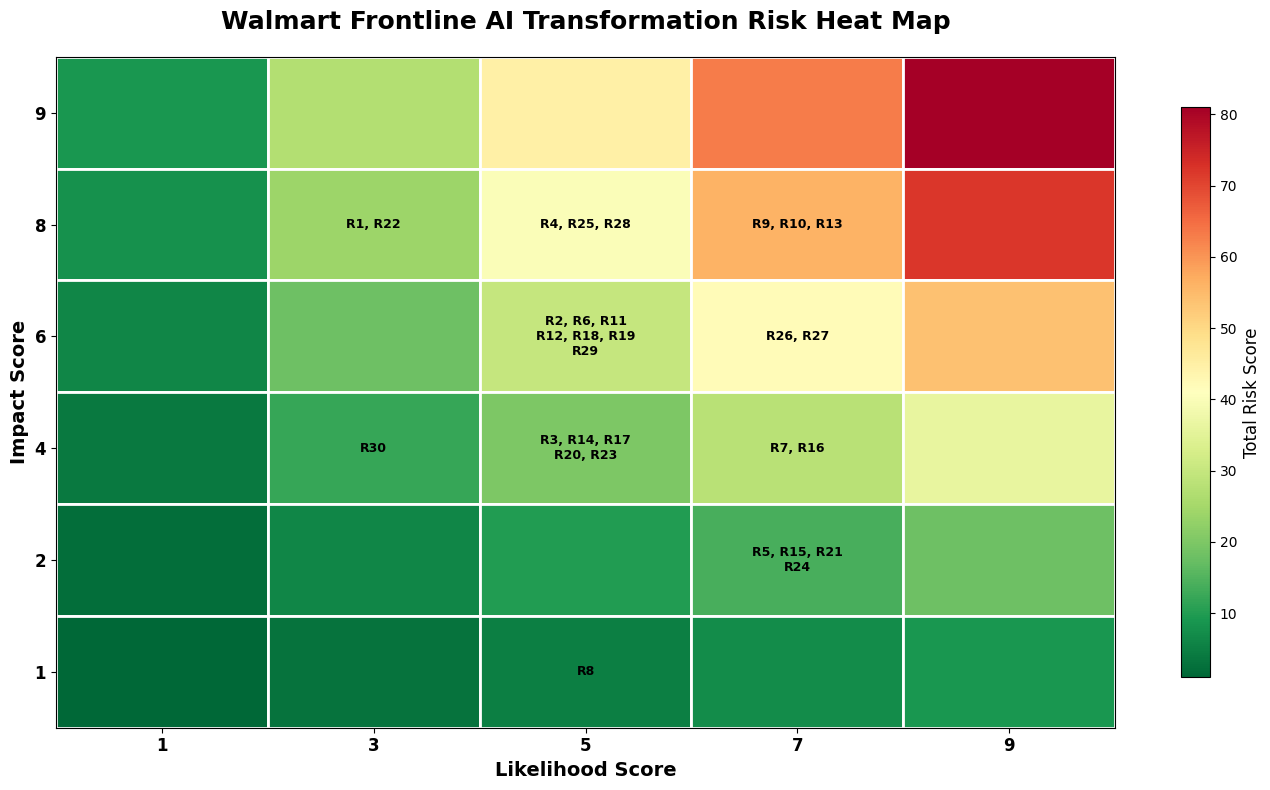 Walmart Frontline AI Transformation Risk Heat Map
Impact Score
9
8
6
4
2
1
R1, R22
R4, R25, R28
R9, R10, R13
R2, R6, R11
R12, R18, R19
R29
R26, R27
R30
R3, R14, R17
R20, R23
R7, R16
R5, R15, R21
R24
R8
1
3
5
7
9
Likelihood Score
80
70
60
50
40
30
20
10
Total Risk Score